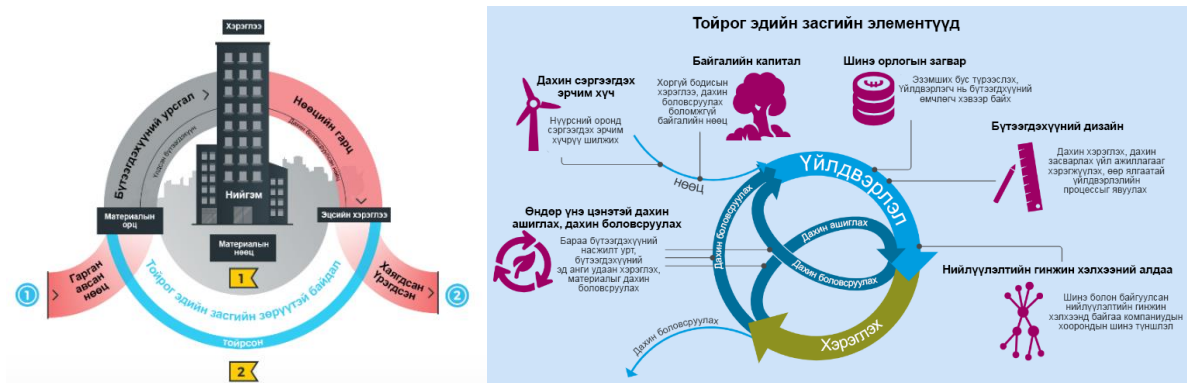 Хэрэглээ
Бүтээгдэхүүний урсгал
Нөөцийн гарц
Нийгэм
Материалын
орц
Эцсийн хэрэглээ
Материалын
нөөц
1
Гарган
авсан
нөөц
1
Хаягдсан
Үрэгдсэн
2
Тойрог эдийн засгийн зөрүүтэй байдал
тойрсон
2
Тойрог эдийн засгийн элементүүд
Дахин сэргээгдэх
эрчим хүч
Нүүрсний оронд
сэргээгдэх эрчим
хүчрүү шилжих
Байгалийн капитал
Хоргүй бодисын
хэрэглээ, дахин
боловсруулах
боломжгүй
байгалийн нөөц
Шинэ орлогын загвар
Эзэмших бус түрээслэх,
Үйлдвэрлэгч нь бүтээгдэхүүний
өмчлөгч хэвээр байх
Бүтээгдэхүүний дизайн
Дахин хэрэглэх, дахин
засварлах үйл ажиллагааг
хэрэгжүүлэх, өөр ялгаатай
үйлдвэрлэлийн
процессыг явуулах
нөөц
Үйлдвэрлэл
Өндөр үнэ цэнэтэй дахин
ашиглах, дахин боловсруулах
Бараа бүтээгдэхүүний
насжилт урт,
бүтээгдэхүүний
эд анги удаан хэрэглэх,
материалыг дахин
боловсруулах
Дахин боловсруулах
Дахин ашиглах
Дахин боловсруулах
Хэрэглэх
Дахин боловсруулах
Нийлүүлэлтийн гинжин хэлхээний алдаа
Шинэ болон байгуулсан
нийлүүлэлтийн гинжин
хэлхээнд байгаа компаниудын
хоорондын шинэ түншлэл